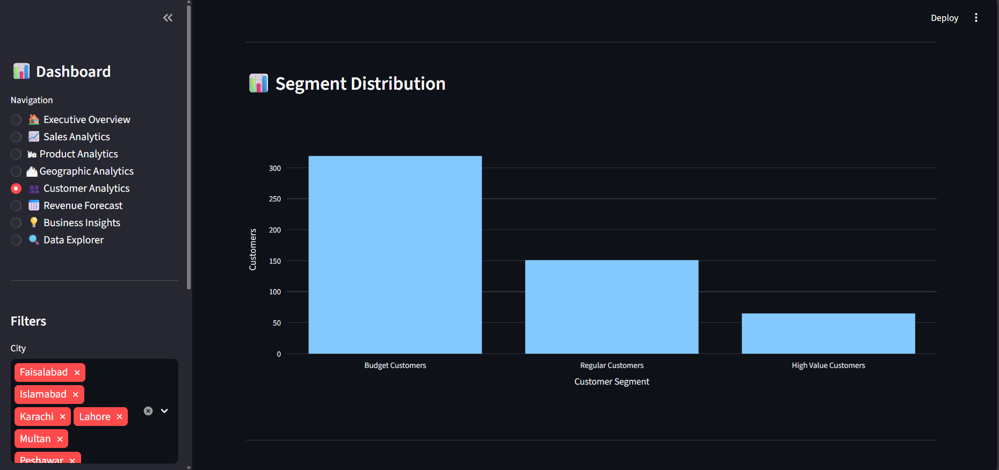 Deploy
Dashboard
Navigation
Executive Overview
Sales Analytics
Product Analytics
Geographic Analytics
Customer Analytics
Revenue Forecast
Business Insights
Data Explorer
Filters
City
Faisalabad
Islamabad
Karachi Lahore
Multan
Peshawar
Segment Distribution
Customers
300
250
200
150
100
50
0
Budget Customers Regular Customers High Value Customers
Customer Segment